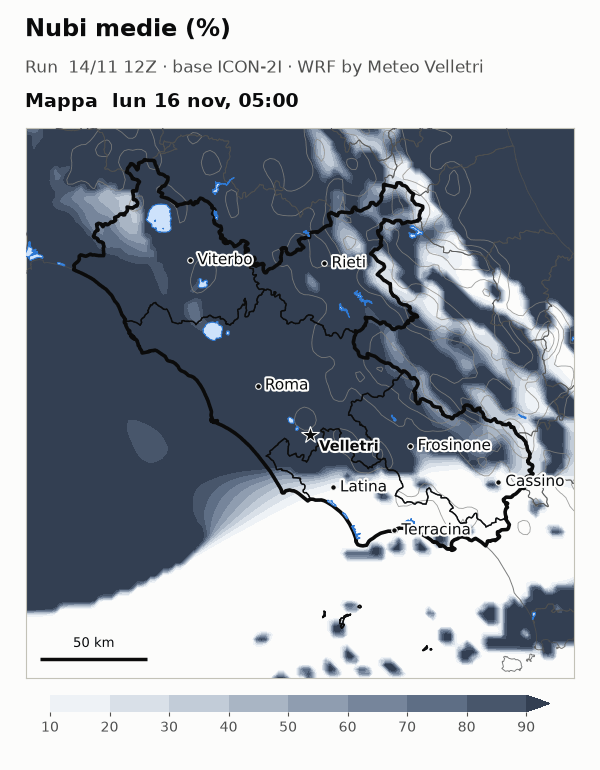 Nubi medie (%)
Run 14/11 12Z · base ICON-2I · WRF by Meteo Velletri
Mappa lun 16 nov, 05:00
Viterbo
Rieti
Roma
Velletri
Frosinone
Latina
Cassino
Terracina
50 km
10 20 30 40 50 60 70 80 90